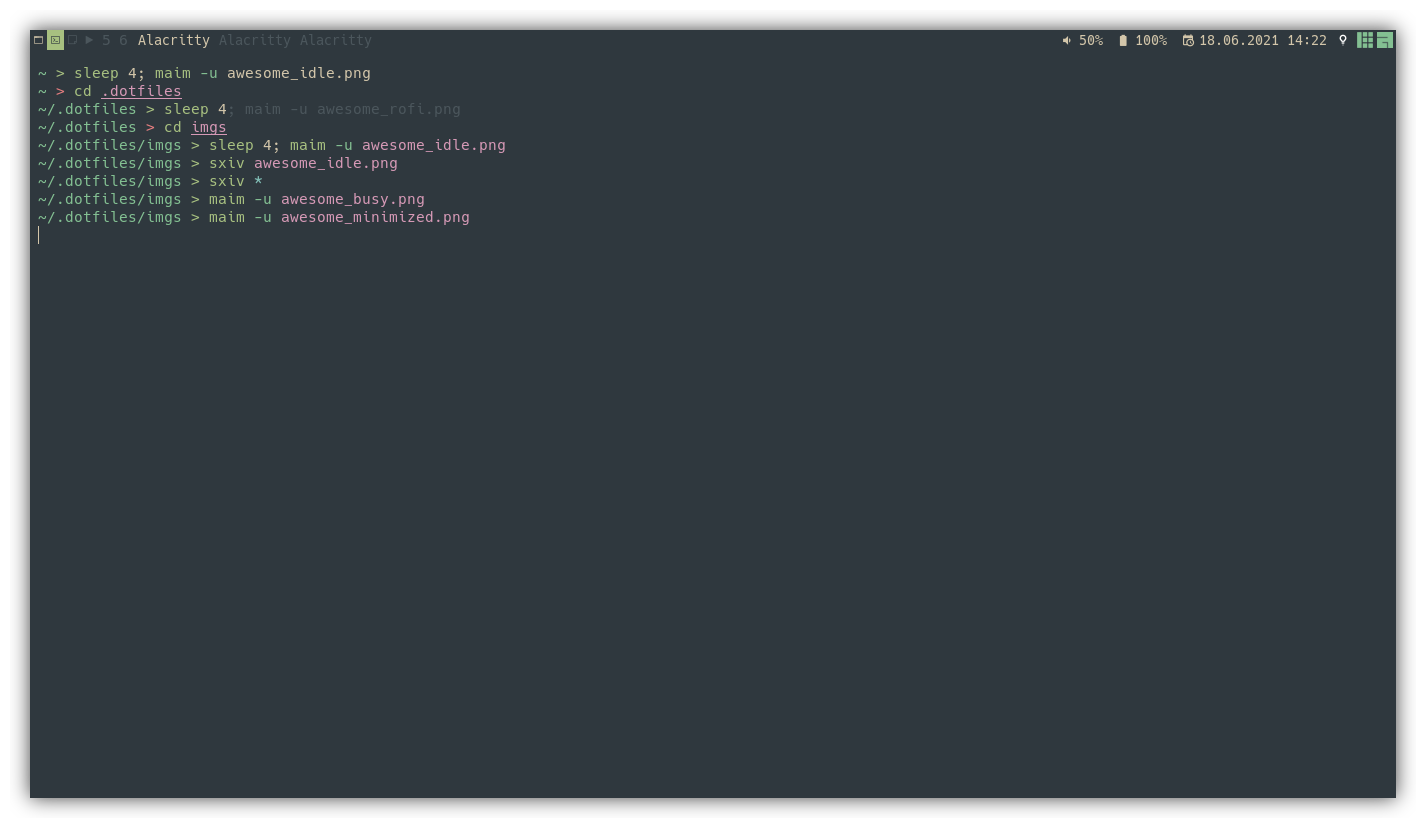 5 6 Alacritty Alacritty Alacritty 50% 100% 18.06.2021 14:22
~ > sleep 4; maim -u awesome_idle.png
~ > cd .dotfiles
~/.dotfiles > sleep 4; maim -u awesome_rofi.png
~/.dotfiles > cd imgs
~/.dotfiles/imgs > sleep 4; maim -u awesome_idle.png
~/.dotfiles/imgs > sxiv awesome_idle.png
~/.dotfiles/imgs > sxiv *
~/.dotfiles/imgs > maim -u awesome_busy.png
~/.dotfiles/imgs > maim -u awesome_minimized.png